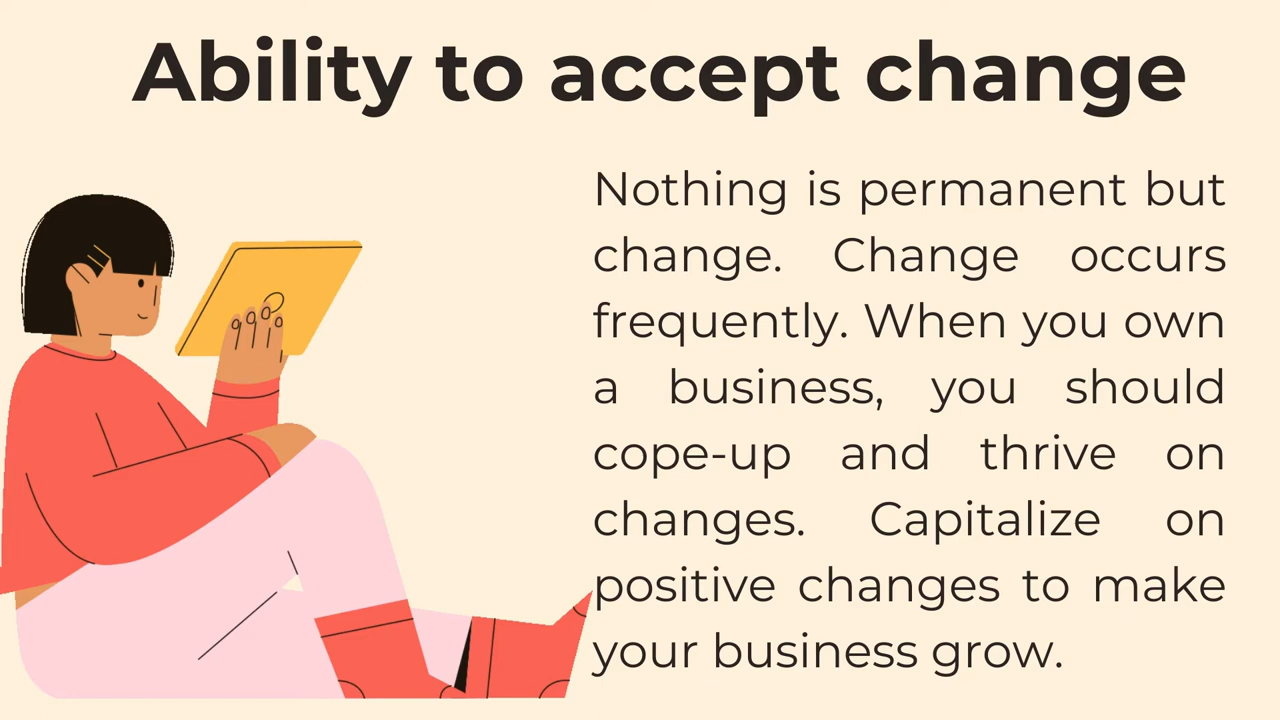 Ability to accept change
Nothing is permanent but
change. Change occurs
frequently. When you own
a business, you should
cope-up and thrive on
changes. Capitalize on
positive changes to make
your business grow.